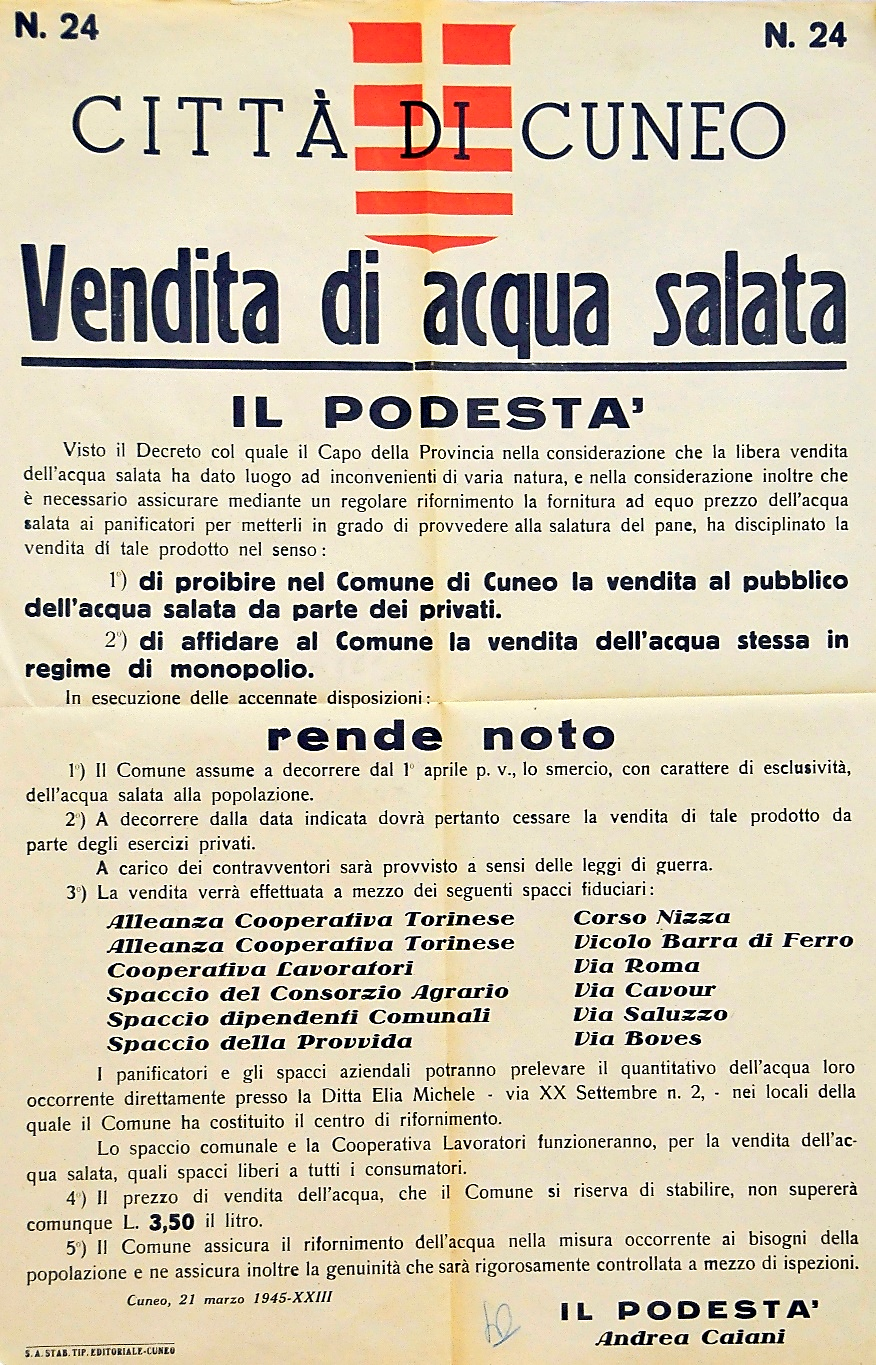 N. 24 N. 24
CITTÀ DI CUNEO
Vendita di acqua salata
IL PODESTA'
Visto il Decreto col quale il Capo della Provincia nella considerazione che la libera vendita
dell'acqua salata ha dato luogo ad inconvenienti di varia natura, e nella considerazione inoltre che
è necessario assicurare mediante un regolare rifornimento la fornitura ad equo prezzo dell'acqua
salata ai panificatori per metterli in grado di provvedere alla salatura del pane, ha disciplinato la
vendita di tale prodotto nel senso:
1°) di proibire nel Comune di Cuneo la vendita al pubblico
dell'acqua salata da parte dei privati.
2°) di affidare al Comune la vendita dell'acqua stessa in
regime di monopolio.
In esecuzione delle accennate disposizioni:
rende noto
1°) Il Comune assume a decorrere dal 1° aprile p. v., lo smercio, con carattere di esclusività,
dell'acqua salata alla popolazione.
2°) A decorrere dalla data indicata dovrà pertanto cessare la vendita di tale prodotto da
parte degli esercizi privati.
A carico dei contravventori sarà provvisto a sensi delle leggi di guerra.
3°) La vendita verrà effettuata a mezzo dei seguenti spacci fiduciari:
Alleanza Cooperativa Torinese Corso Nizza
Alleanza Cooperativa Torinese Vicolo Barra di Ferro
Cooperativa Lavoratori Via Roma
Spaccio del Consorzio Agrario Via Cavour
Spaccio dipendenti Comunali Via Saluzzo
Spaccio della Provvida Via Boves
I panificatori e gli spacci aziendali potranno prelevare il quantitativo dell'acqua loro
occorrente direttamente presso la Ditta Elia Michele - via XX Settembre n. 2, - nei locali della
quale il Comune ha costituito il centro di rifornimento.
Lo spaccio comunale e la Cooperativa Lavoratori funzioneranno, per la vendita dell'ac-
qua salata, quali spacci liberi a tutti i consumatori.
4°) Il prezzo di vendita dell'acqua, che il Comune si riserva di stabilire, non supererà
comunque L. 3,50 il litro.
5°) Il Comune assicura il rifornimento dell'acqua nella misura occorrente ai bisogni della
popolazione e ne assicura inoltre la genuinità che sarà rigorosamente controllata a mezzo di ispezioni.
Cuneo, 21 marzo 1945-XXIII
IL PODESTA'
Andrea Caiani
S. A. STAB. TIP. EDITORIALE-CUNEO